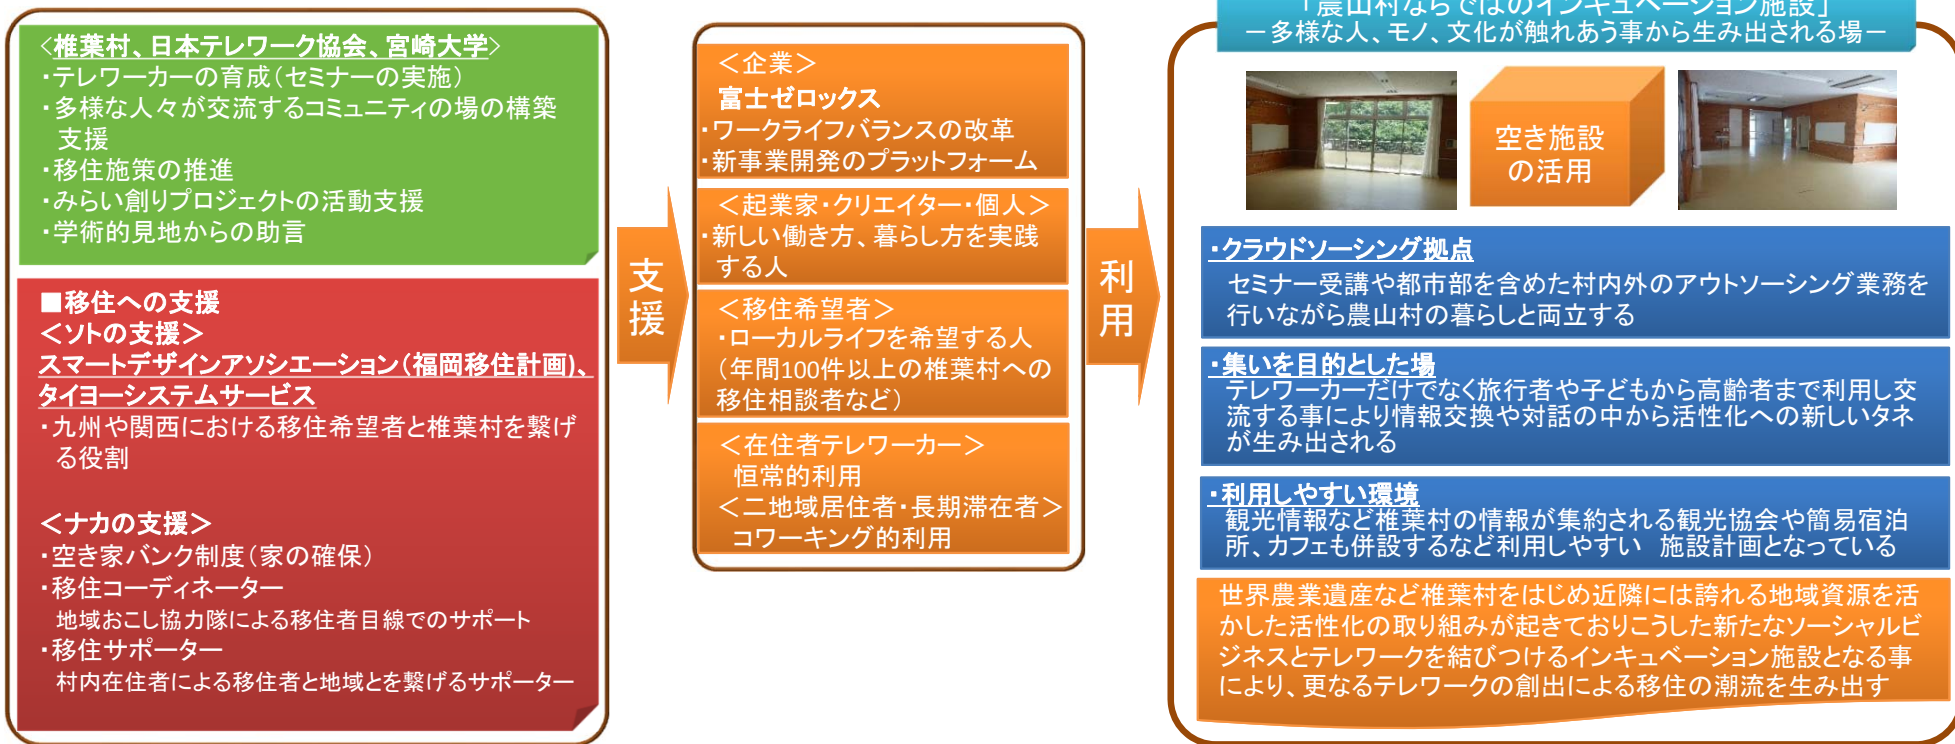 <椎葉村、日本テレワーク協会、宮崎大学>
・テレワーカーの育成（セミナーの実施）
・多様な人々が交流するコミュニティの場の構築
支援
・移住施策の推進
・みらい創りプロジェクトの活動支援
・学術的見地からの助言
■移住への支援
＜ソトの支援＞
スマートデザインアソシエーション（福岡移住計画）、
タイヨーシステムサービス
・九州や関西における移住希望者と椎葉村を繋げ
る役割
＜ナカの支援＞
・空き家バンク制度（家の確保）
・移住コーディネーター
地域おこし協力隊による移住者目線でのサポート
・移住サポーター
村内在住者による移住者と地域とを繋げるサポーター
支援
＜企業＞
富士ゼロックス
・ワークライフバランスの改革
・新事業開発のプラットフォーム
＜起業家・クリエイター・個人＞
・新しい働き方、暮らし方を実践
する人
＜移住希望者＞
・ローカルライフを希望する人
（年間100件以上の椎葉村への
移住相談者など）
＜在住者テレワーカー＞
恒常的利用
＜二地域居住者・長期滞在者＞
コワーキング的利用
利用
「農山村ならではのインキュベーション施設」
－多様な人、モノ、文化が触れあう事から生み出される場－
空き施設
の活用
・クラウドソーシング拠点
セミナー受講や都市部を含めた村内外のアウトソーシング業務を
行いながら農山村の暮らしと両立する
・集いを目的とした場
テレワーカーだけでなく旅行者や子どもから高齢者まで利用し交
流する事により情報交換や対話の中から活性化への新しいタネ
が生み出される
・利用しやすい環境
観光情報など椎葉村の情報が集約される観光協会や簡易宿泊
所、カフェも併設するなど利用しやすい 施設計画となっている
世界農業遺産など椎葉村をはじめ近隣には誇れる地域資源を活
かした活性化の取り組みが起きておりこうした新たなソーシャルビ
ジネスとテレワークを結びつけるインキュベーション施設となる事
により、更なるテレワークの創出による移住の潮流を生み出す